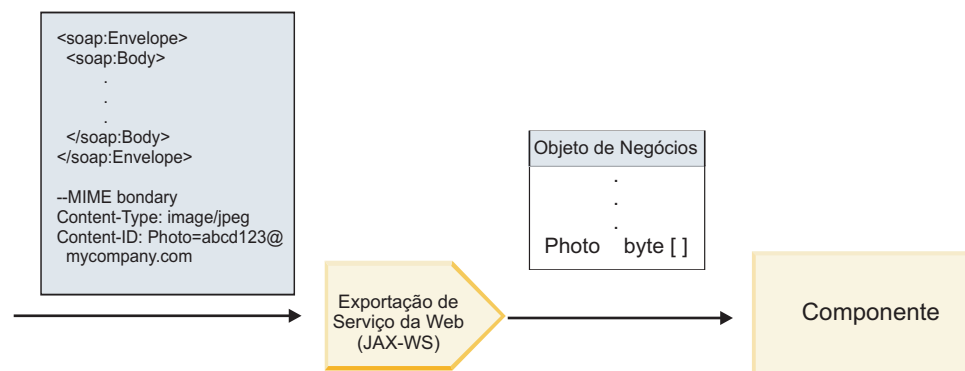 <soap:Envelope>
<soap:Body>
.
.
.
</soap:Body>
</soap:Envelope>
--MIME bondary
Content-Type: image/jpeg
Content-ID: Photo=abcd123@
mycompany.com
Exportação de
Serviço da Web
(JAX-WS)
Objeto de Negócios
.
.
.
Photo byte [ ]
Componente